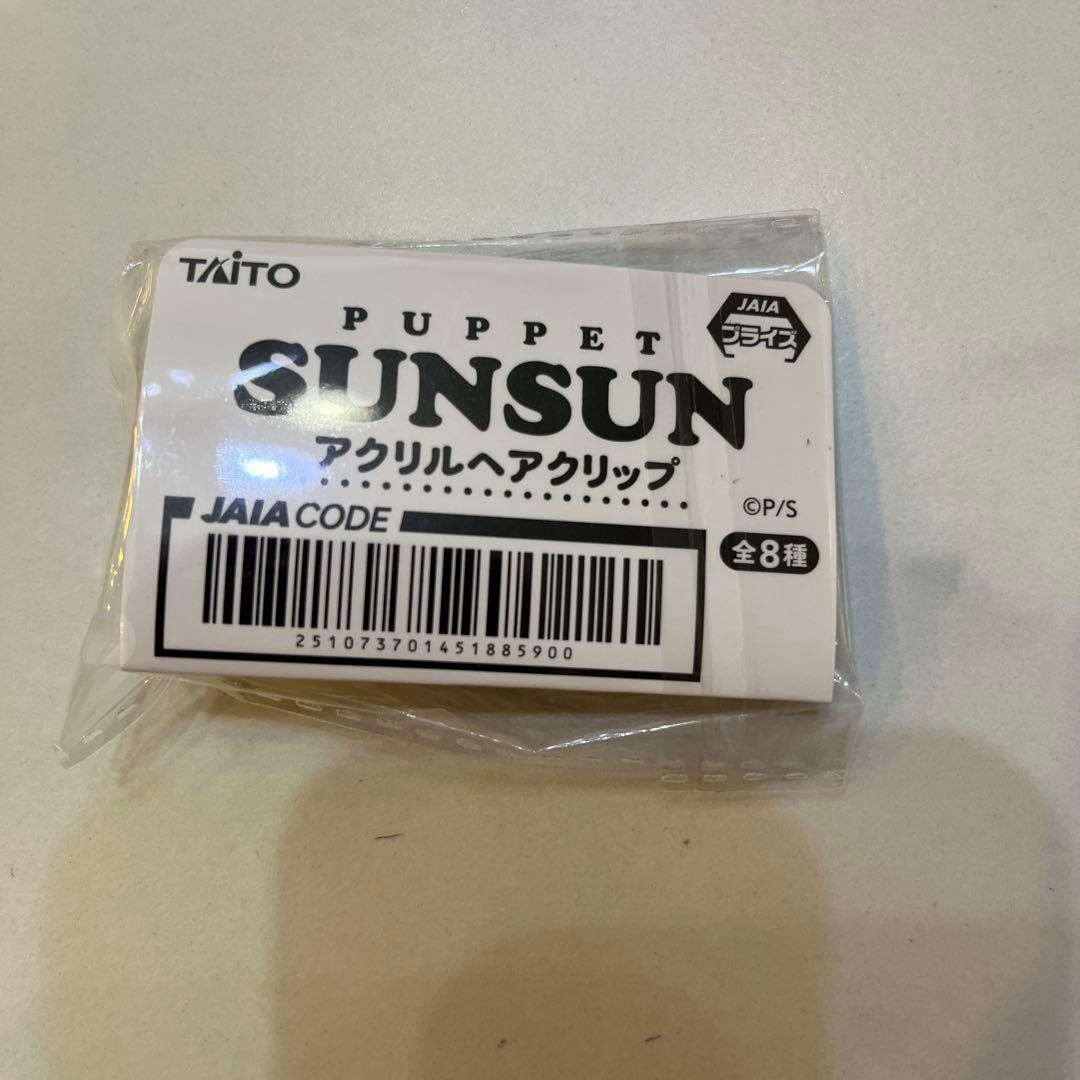 TAITO
JAIA
プライズ
PUPPET
SUNSUN
アクリルヘアクリップ
©P/S
JAIA CODE
全8種
251073701451885900